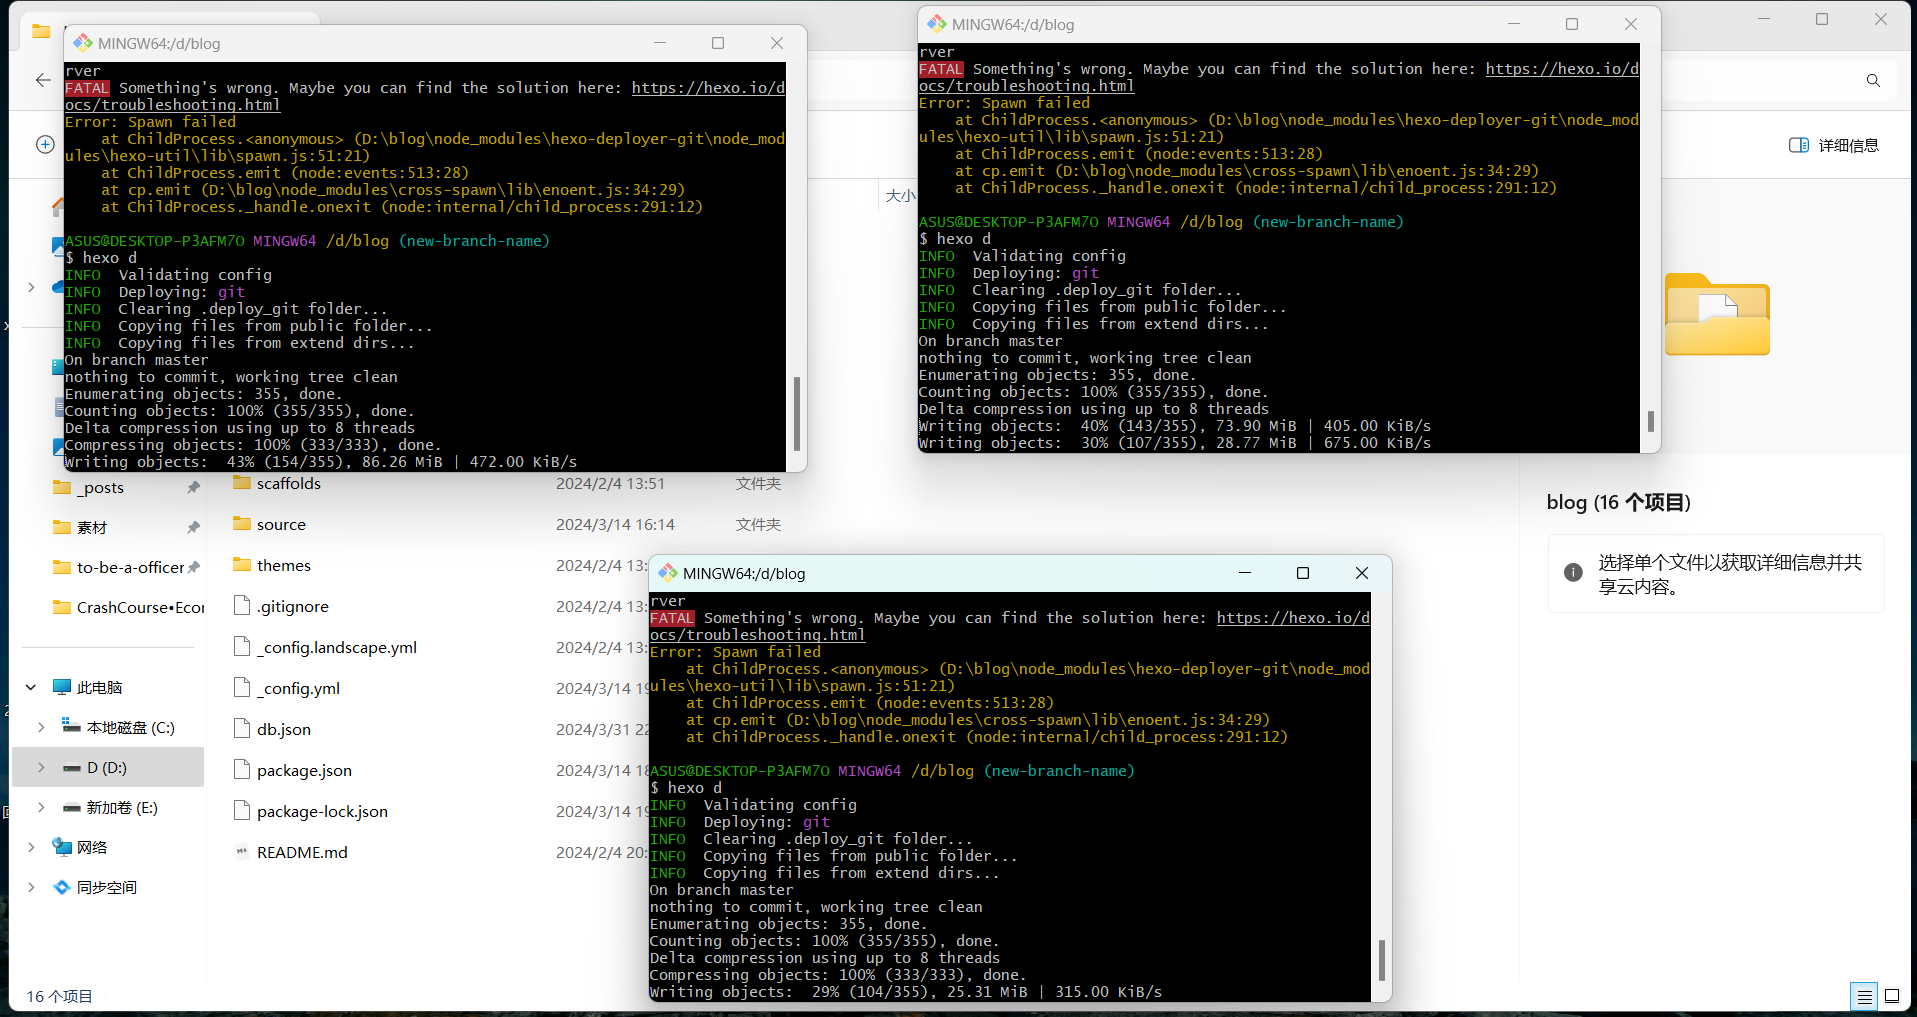 MINGW64:/d/blog
rver
FATAL Something's wrong. Maybe you can find the solution here: https://hexo.io/d
ocs/troubleshooting.html
Error: Spawn failed
    at ChildProcess.<anonymous> (D:\blog\node_modules\hexo-deployer-git\node_mod
ules\hexo-util\lib\spawn.js:51:21)
    at ChildProcess.emit (node:events:513:28)
    at cp.emit (D:\blog\node_modules\cross-spawn\lib\enoent.js:34:29)
    at ChildProcess._handle.onexit (node:internal/child_process:291:12)
ASUS@DESKTOP-P3AFM7O MINGW64 /d/blog (new-branch-name)
$ hexo d
INFO  Validating config
INFO  Deploying: git
INFO  Clearing .deploy_git folder...
INFO  Copying files from public folder...
INFO  Copying files from extend dirs...
On branch master
nothing to commit, working tree clean
Enumerating objects: 355, done.
Counting objects: 100% (355/355), done.
Delta compression using up to 8 threads
Compressing objects: 100% (333/333), done.
Writing objects:  43% (154/355), 86.26 MiB | 472.00 KiB/s
MINGW64:/d/blog
rver
FATAL Something's wrong. Maybe you can find the solution here: https://hexo.io/d
ocs/troubleshooting.html
Error: Spawn failed
    at ChildProcess.<anonymous> (D:\blog\node_modules\hexo-deployer-git\node_mod
ules\hexo-util\lib\spawn.js:51:21)
    at ChildProcess.emit (node:events:513:28)
    at cp.emit (D:\blog\node_modules\cross-spawn\lib\enoent.js:34:29)
    at ChildProcess._handle.onexit (node:internal/child_process:291:12)
ASUS@DESKTOP-P3AFM7O MINGW64 /d/blog (new-branch-name)
$ hexo d
INFO  Validating config
INFO  Deploying: git
INFO  Clearing .deploy_git folder...
INFO  Copying files from public folder...
INFO  Copying files from extend dirs...
On branch master
nothing to commit, working tree clean
Enumerating objects: 355, done.
Counting objects: 100% (355/355), done.
Delta compression using up to 8 threads
Writing objects:  40% (143/355), 73.90 MiB | 405.00 KiB/s
Writing objects:  30% (107/355), 28.77 MiB | 675.00 KiB/s
大小
详细信息
_posts
素材
to-be-a-officer
CrashCourse•Ecor
此电脑
本地磁盘 (C:)
D (D:)
新加卷 (E:)
网络
同步空间
16 个项目
scaffolds 2024/2/4 13:51 文件夹
source 2024/3/14 16:14 文件夹
themes 2024/2/4 13:
.gitignore 2024/2/4 13:
_config.landscape.yml 2024/2/4 13:
_config.yml 2024/3/14 19
db.json 2024/3/31 22
package.json 2024/3/14 18
package-lock.json 2024/3/14 19
README.md 2024/2/4 20:
MINGW64:/d/blog
rver
FATAL Something's wrong. Maybe you can find the solution here: https://hexo.io/d
ocs/troubleshooting.html
Error: Spawn failed
    at ChildProcess.<anonymous> (D:\blog\node_modules\hexo-deployer-git\node_mod
ules\hexo-util\lib\spawn.js:51:21)
    at ChildProcess.emit (node:events:513:28)
    at cp.emit (D:\blog\node_modules\cross-spawn\lib\enoent.js:34:29)
    at ChildProcess._handle.onexit (node:internal/child_process:291:12)
ASUS@DESKTOP-P3AFM7O MINGW64 /d/blog (new-branch-name)
$ hexo d
INFO  Validating config
INFO  Deploying: git
INFO  Clearing .deploy_git folder...
INFO  Copying files from public folder...
INFO  Copying files from extend dirs...
On branch master
nothing to commit, working tree clean
Enumerating objects: 355, done.
Counting objects: 100% (355/355), done.
Delta compression using up to 8 threads
Compressing objects: 100% (333/333), done.
Writing objects:  29% (104/355), 25.31 MiB | 315.00 KiB/s
blog (16 个项目)
选择单个文件以获取详细信息并共
享云内容。